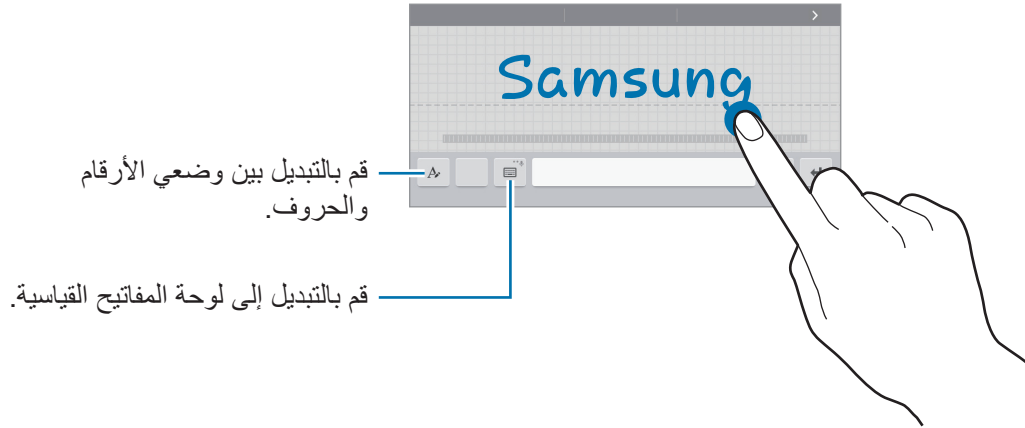 Samsung
قم بالتبديل بين وضعي الأرقام
والحروف.
قم بالتبديل إلى لوحة المفاتيح القياسية.